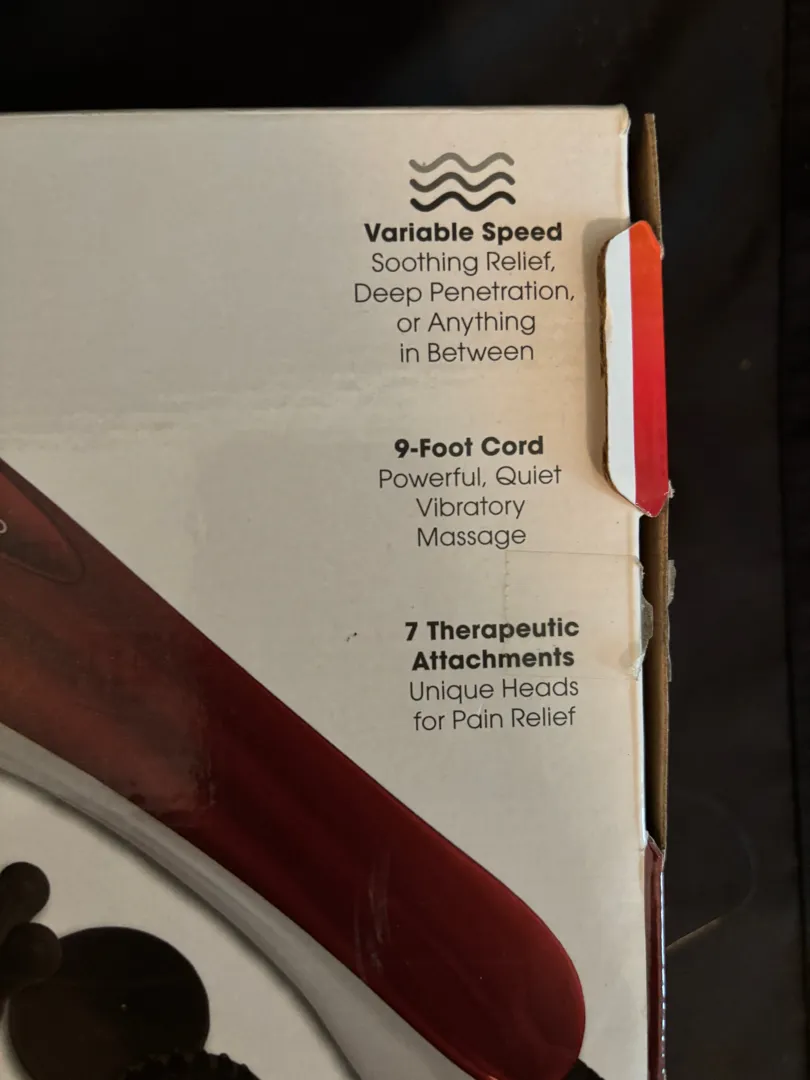 Variable Speed
Soothing Relief,
Deep Penetration,
or Anything
in Between
9-Foot Cord
Powerful, Quiet
Vibratory
Massage
7 Therapeutic
Attachments
Unique Heads
for Pain Relief